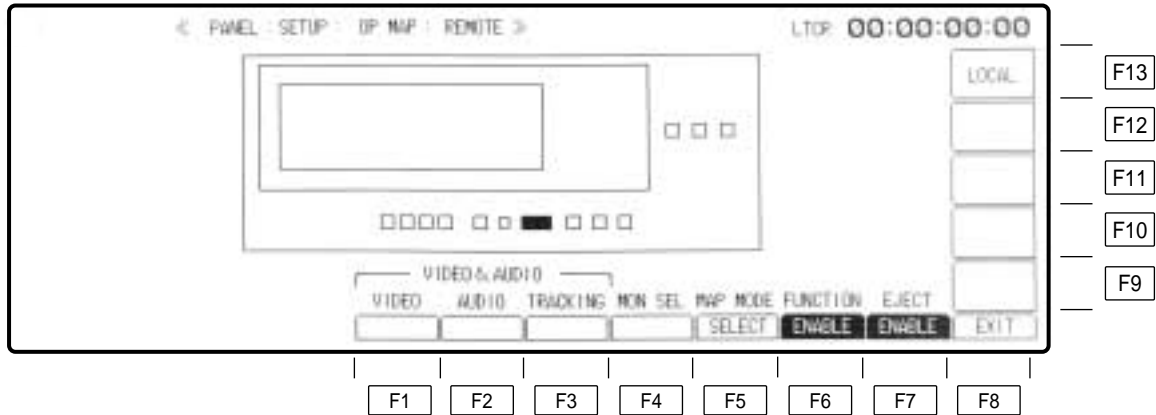 ≪ PANEL : SETUP : OP MAP : REMOTE ≫
LTCR 00:00:00:00
LOCAL
F13
F12
F11
F10
F9
VIDEO & AUDIO
VIDEO AUDIO TRACKING MON SEL MAP MODE FUNCTION EJECT
SELECT ENABLE ENABLE EXIT
F1 F2 F3 F4 F5 F6 F7 F8